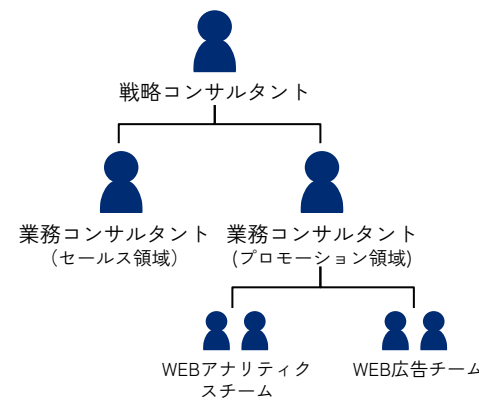 戦略コンサルタント
業務コンサルタント
（セールス領域）
業務コンサルタント
(プロモーション領域)
WEBアナリティク
スチーム
WEB広告チーム